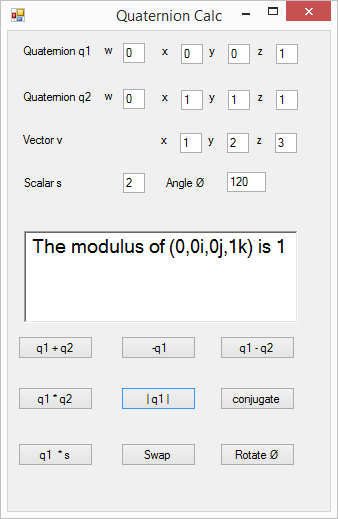 Quaternion Calc
Quaternion q1 w 0 x 0 y 0 z 1
Quaternion q2 w 0 x 1 y 1 z 1
Vector v x 1 y 2 z 3
Scalar s 2 Angle Ø 120
The modulus of (0,0i,0j,1k) is 1
q1 + q2 -q1 q1 - q2
q1 * q2 | q1 | conjugate
q1 * s Swap Rotate Ø